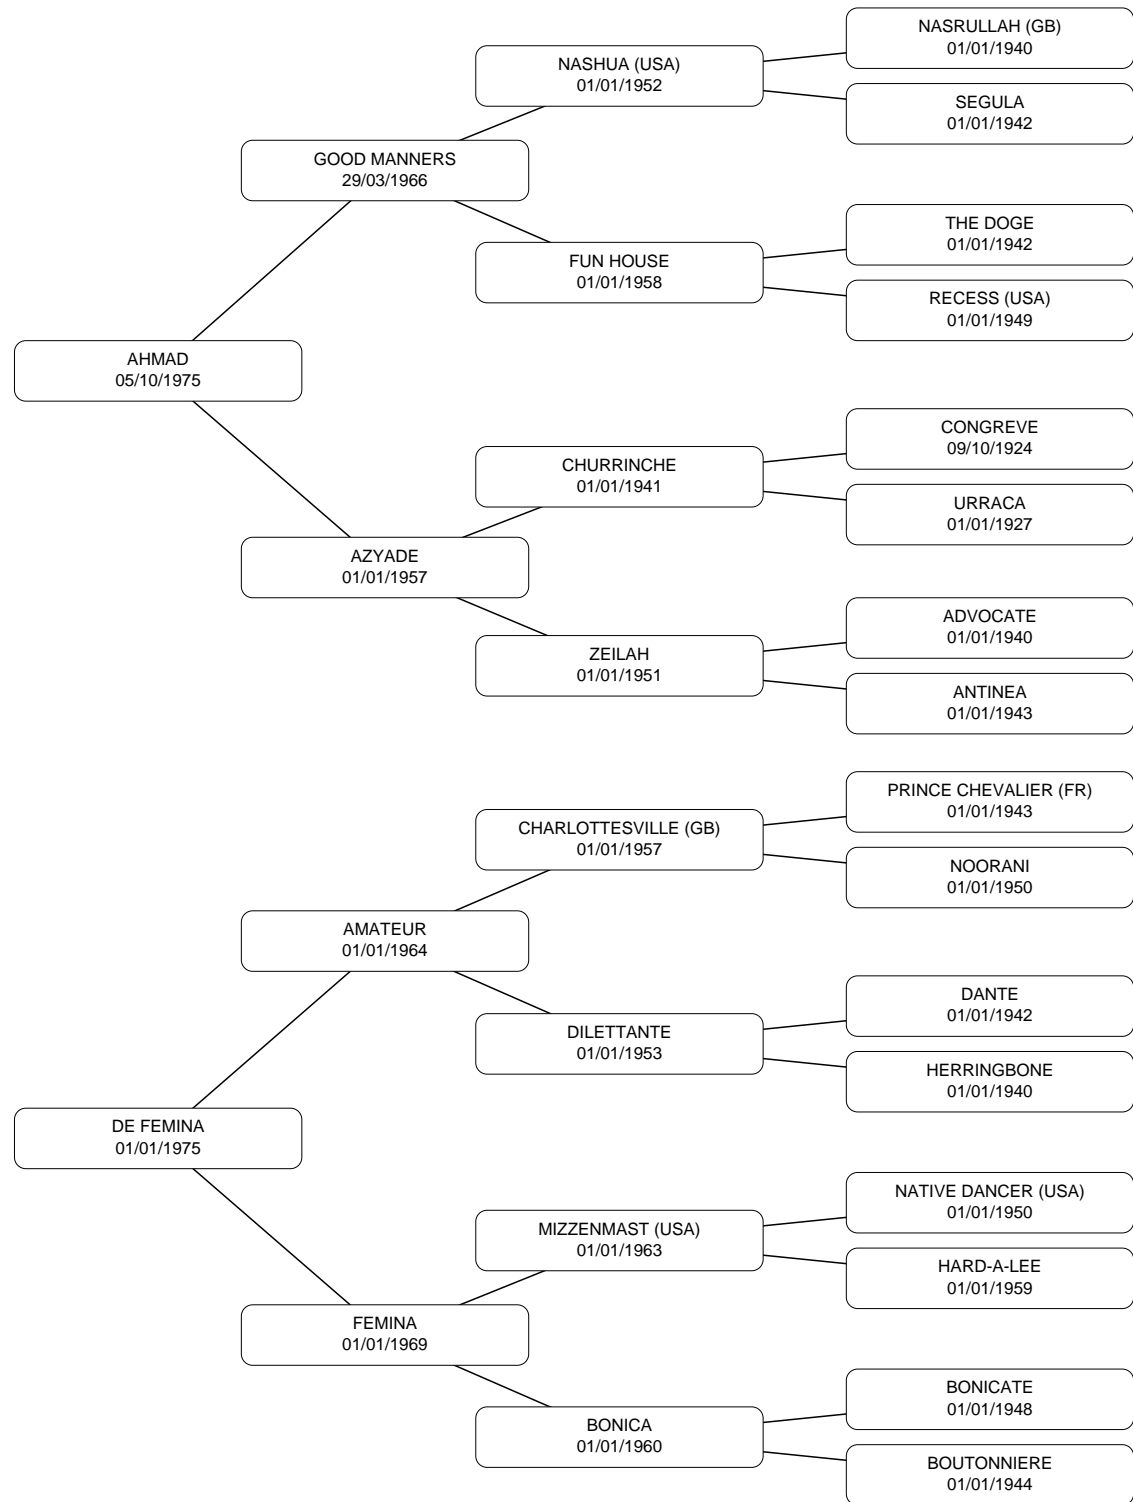 NASRULLAH (GB)
01/01/1940
NASHUA (USA)
01/01/1952
SEGULA
01/01/1942
GOOD MANNERS
29/03/1966
THE DOGE
01/01/1942
FUN HOUSE
01/01/1958
RECESS (USA)
01/01/1949
AHMAD
05/10/1975
CONGREVE
09/10/1924
CHURRINCHE
01/01/1941
URRACA
01/01/1927
AZYADE
01/01/1957
ADVOCATE
01/01/1940
ZEILAH
01/01/1951
ANTINEA
01/01/1943
PRINCE CHEVALIER (FR)
01/01/1943
CHARLOTTESVILLE (GB)
01/01/1957
NOORANI
01/01/1950
AMATEUR
01/01/1964
DANTE
01/01/1942
DILETTANTE
01/01/1953
HERRINGBONE
01/01/1940
DE FEMINA
01/01/1975
NATIVE DANCER (USA)
01/01/1950
MIZZENMAST (USA)
01/01/1963
HARD-A-LEE
01/01/1959
FEMINA
01/01/1969
BONICATE
01/01/1948
BONICA
01/01/1960
BOUTONNIERE
01/01/1944